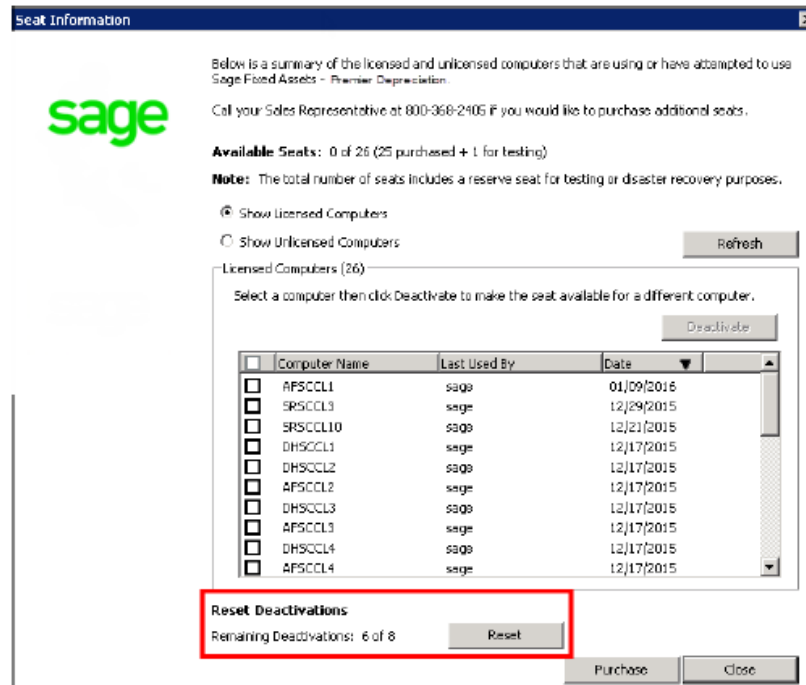 Seat Information
Below is a summary of the licensed and unlicensed computers that are using or have attempted to use
Sage Fixed Assets - Premier Depreciation.
sage
Call your Sales Representative at 800-368-2405 if you would like to purchase additional seats.
Available Seats: 0 of 26 (25 purchased + 1 for testing)
Note: The total number of seats includes a reserve seat for testing or disaster recovery purposes.
Show Licensed Computers
Show Unlicensed Computers
Refresh
Licensed Computers (26)
Select a computer then click Deactivate to make the seat available for a different computer.
Deactivate
Computer Name Last Used By Date
AFSCCL1 sage 01/09/2016
SRSCCL3 sage 12/29/2015
SRSCCL10 sage 12/21/2015
DHSCCL1 sage 12/17/2015
DHSCCL2 sage 12/17/2015
AFSCCL2 sage 12/17/2015
DHSCCL3 sage 12/17/2015
AFSCCL3 sage 12/17/2015
DHSCCL4 sage 12/17/2015
AFSCCL4 sage 12/17/2015
Reset Deactivations
Remaining Deactivations: 6 of 8 Reset
Purchase Close